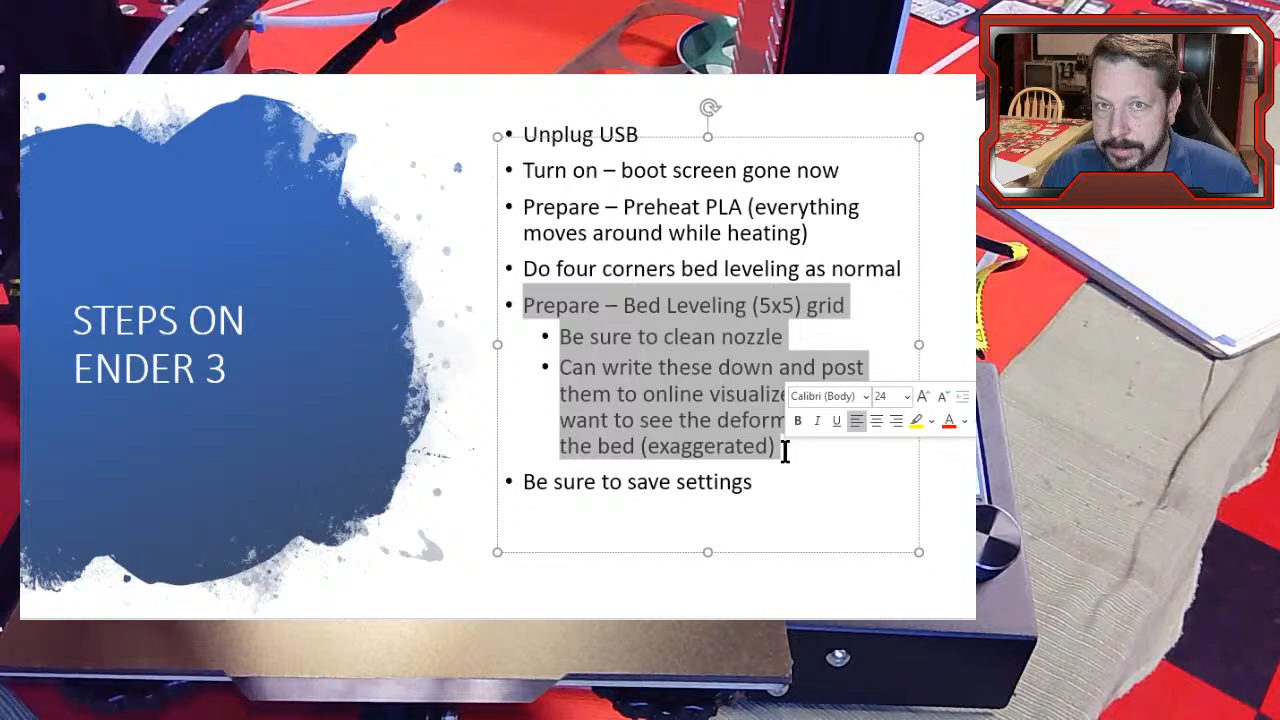 STEPS ON
ENDER 3
• Unplug USB
• Turn on – boot screen gone now
• Prepare – Preheat PLA (everything
moves around while heating)
• Do four corners bed leveling as normal
• Prepare – Bed Leveling (5x5) grid
• Be sure to clean nozzle
• Can write these down and post
them to online
want to see the
the bed (exaggerated)
• Be sure to save settings
Calibri (Body) 24 A A
B I U A